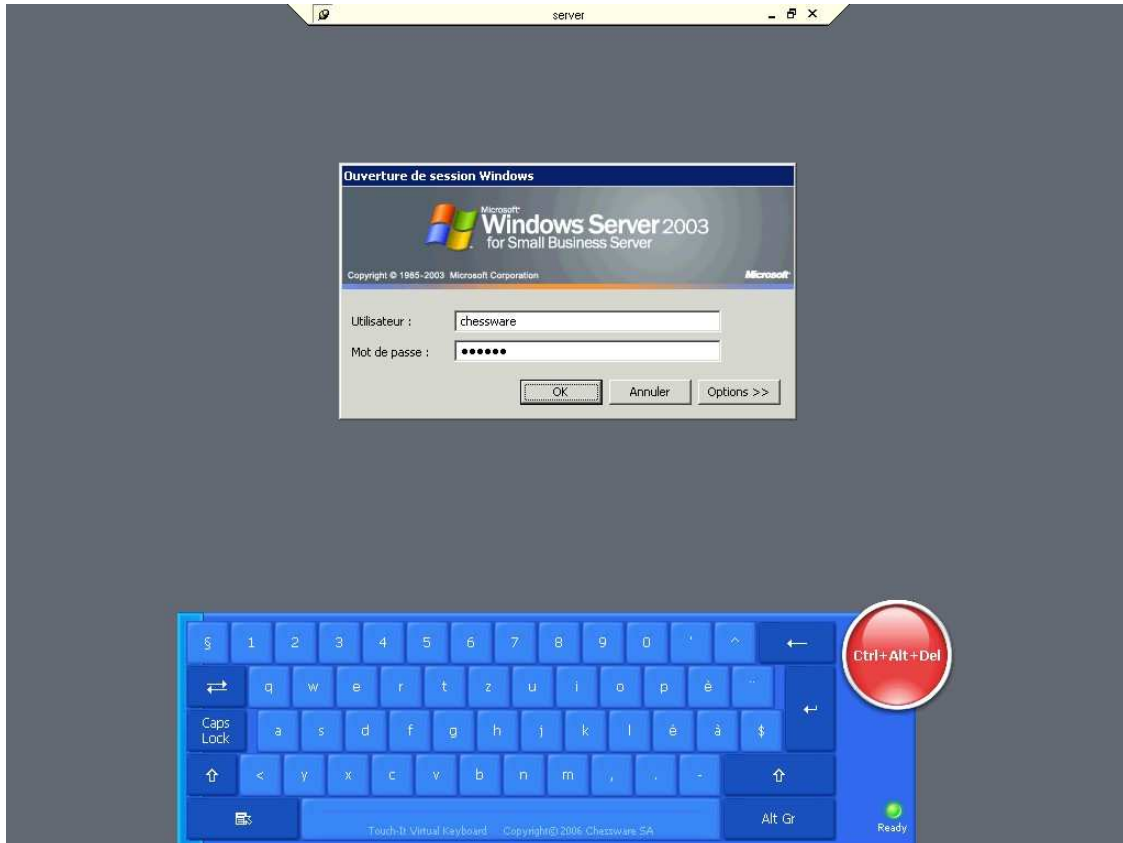 server
Ouverture de session Windows
Microsoft
Windows Server 2003
for Small Business Server
Copyright © 1985-2003 Microsoft Corporation
Microsoft
Utilisateur :
chessware
Mot de passe :
••••••
OK
Annuler
Options >>
§ 1 2 3 4 5 6 7 8 9 0 ' ^
Ctrl+Alt+Del
q w e r t z u i o p è ¨
Caps
Lock
a s d f g h j k l é à $
< y x c v b n m , . -
Alt Gr
Touch-It Virtual Keyboard Copyright© 2006 Chessware SA
Ready